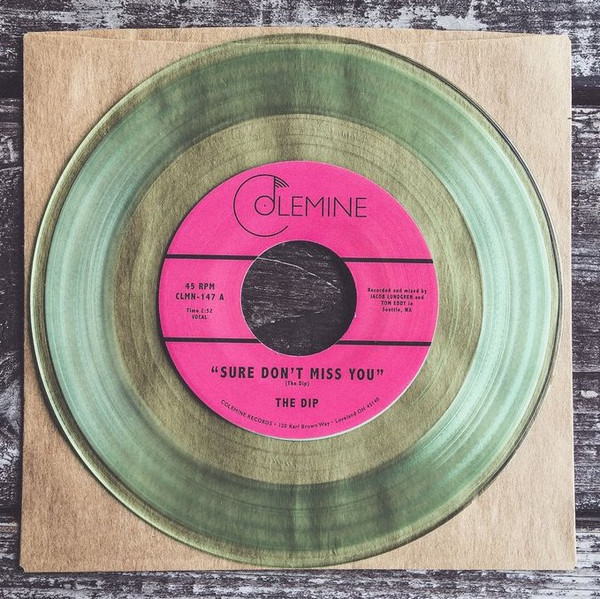 COLEMINE
45 RPM
CLMN-147 A
Time 2:52
VOCAL
Recorded and mixed by
JACOB LUNDGREN and
TOM EDDY in
Seattle, WA
"SURE DON'T MISS YOU"
(The Dip)
THE DIP
COLEMINE RECORDS • 120 Karl Brown Way • Loveland OH 45140